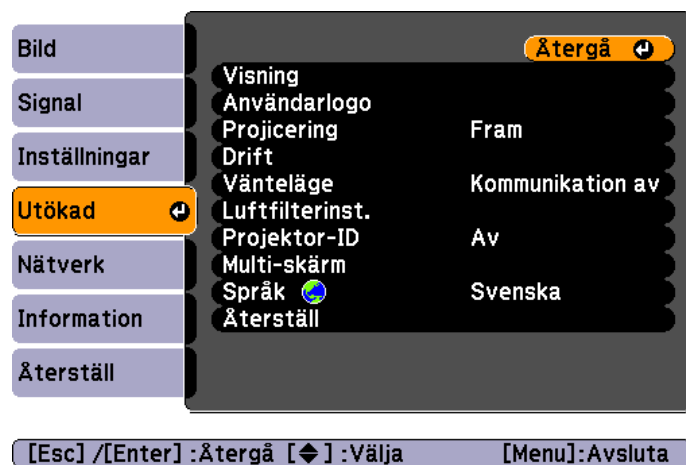 Bild
Signal
Inställningar
Utökad
Nätverk
Information
Återställ
Återgå
Visning
Användarlogo
Projicering Fram
Drift
Vänteläge Kommunikation av
Luftfilterinst.
Projektor-ID Av
Multi-skärm
Språk Svenska
Återställ
[Esc] /[Enter] :Återgå [◆] :Välja [Menu]:Avsluta